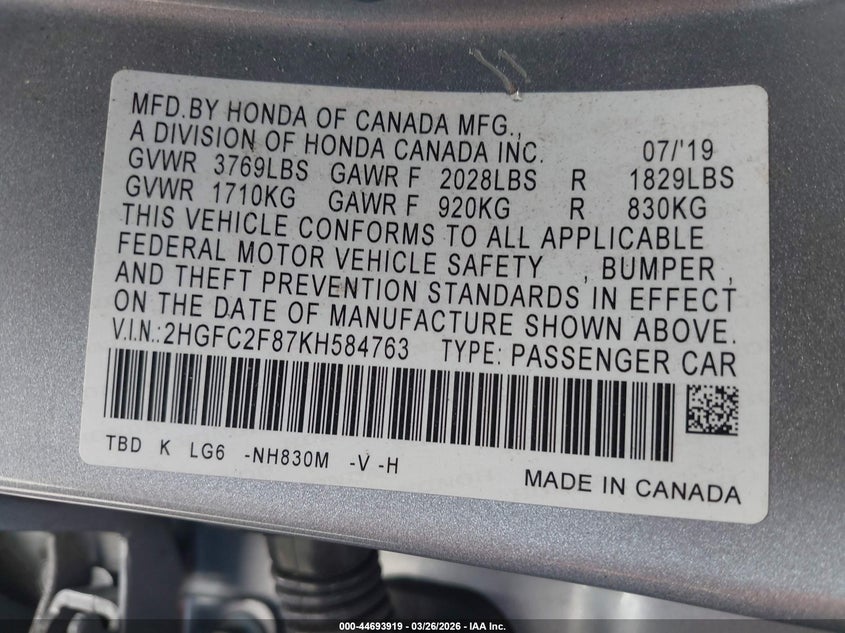 MFD.BY HONDA OF CANADA MFG.,
A DIVISION OF HONDA CANADA INC. 07/'19
GVWR 3769LBS GAWR F 2028LBS R 1829LBS
GVWR 1710KG GAWR F 920KG R 830KG
THIS VEHICLE CONFORMS TO ALL APPLICABLE
FEDERAL MOTOR VEHICLE SAFETY , BUMPER ,
AND THEFT PREVENTION STANDARDS IN EFFECT
ON THE DATE OF MANUFACTURE SHOWN ABOVE.
V.I.N.:2HGFC2F87KH584763 TYPE: PASSENGER CAR
TBD K LG6 -NH830M -V -H
MADE IN CANADA
000-44693919 - 03/26/2026 - IAA Inc.